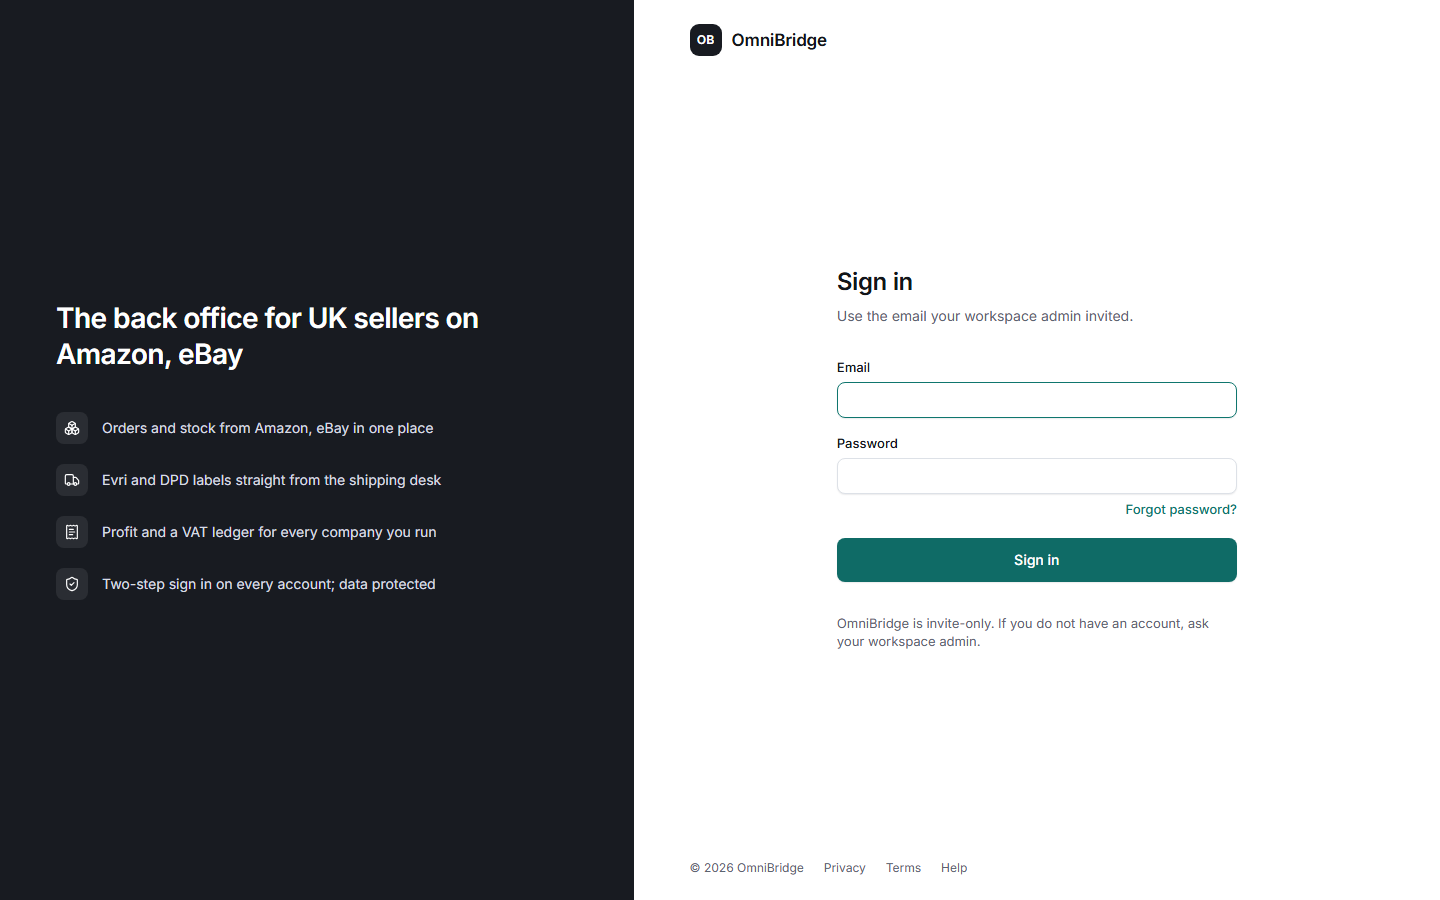 The back office for UK sellers on
Amazon, eBay
Orders and stock from Amazon, eBay in one place
Evri and DPD labels straight from the shipping desk
Profit and a VAT ledger for every company you run
Two-step sign in on every account; data protected
OB OmniBridge
Sign in
Use the email your workspace admin invited.
Email
Password
Forgot password?
Sign in
OmniBridge is invite-only. If you do not have an account, ask
your workspace admin.
© 2026 OmniBridge Privacy Terms Help